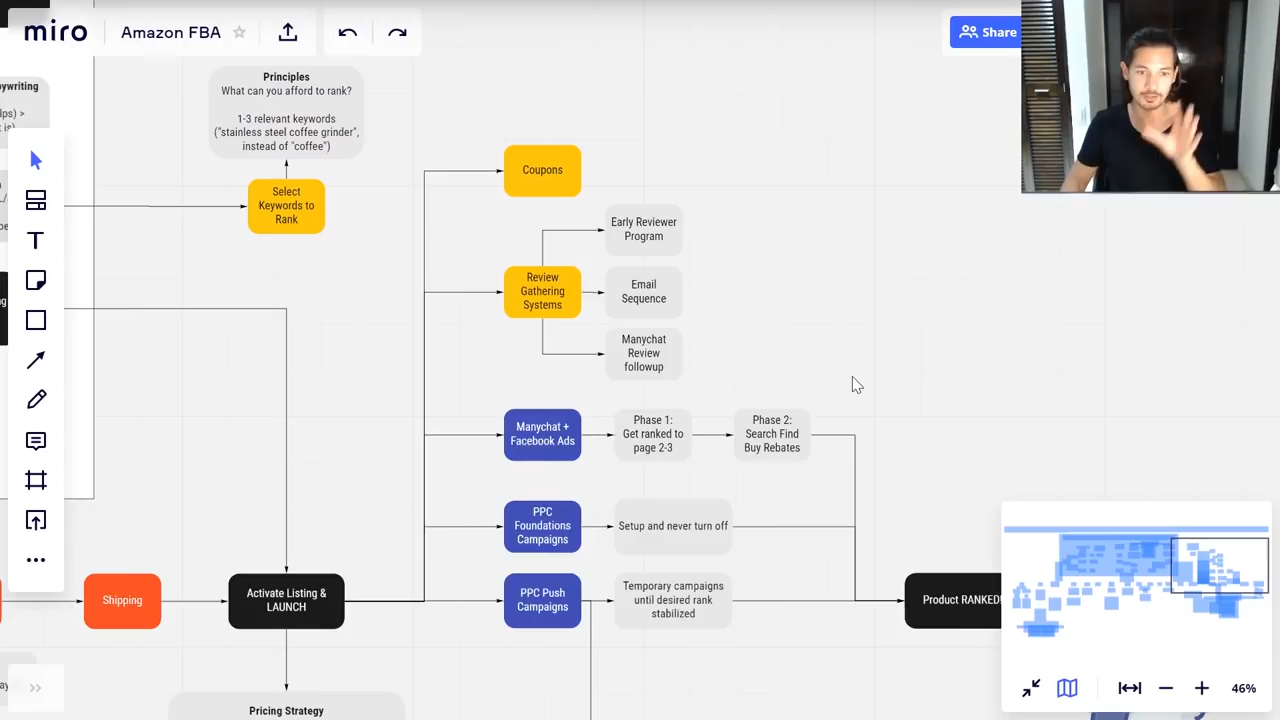 miro
Amazon FBA
Share
Principles
What can you afford to rank?
1-3 relevant keywords
("stainless steel coffee grinder",
instead of "coffee")
Select
Keywords to
Rank
Coupons
Early Reviewer
Program
Review
Gathering
Systems
Email
Sequence
Manychat
Review
followup
Manychat +
Facebook Ads
Phase 1:
Get ranked to
page 2-3
Phase 2:
Search Find
Buy Rebates
PPC
Foundations
Campaigns
Setup and never turn off
Shipping
Activate Listing &
LAUNCH
PPC Push
Campaigns
Temporary campaigns
until desired rank
stabilized
Product RANKED!
Pricing Strategy
46%